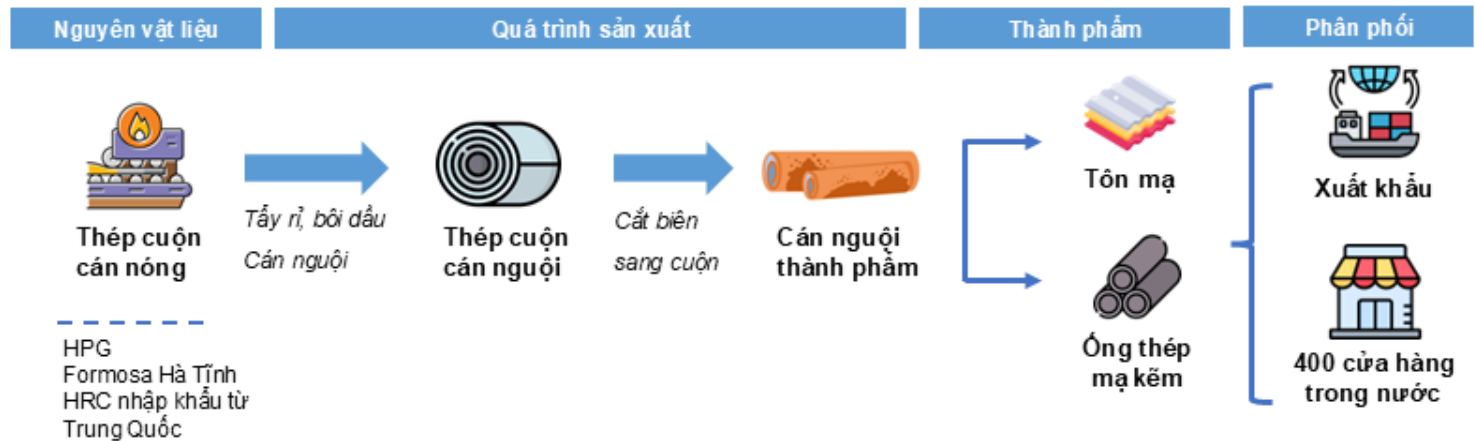 Nguyên vật liệu
Quá trình sản xuất
Thành phẩm
Phân phối
Thép cuộn
cán nóng
HPG
Formosa Hà Tĩnh
HRC nhập khẩu từ
Trung Quốc
Tẩy rỉ, bôi dầu
Cán nguội
Thép cuộn
cán nguội
Cắt biên
sang cuộn
Cán nguội
thành phẩm
Tôn mạ
Ống thép
mạ kẽm
Xuất khẩu
400 cửa hàng
trong nước